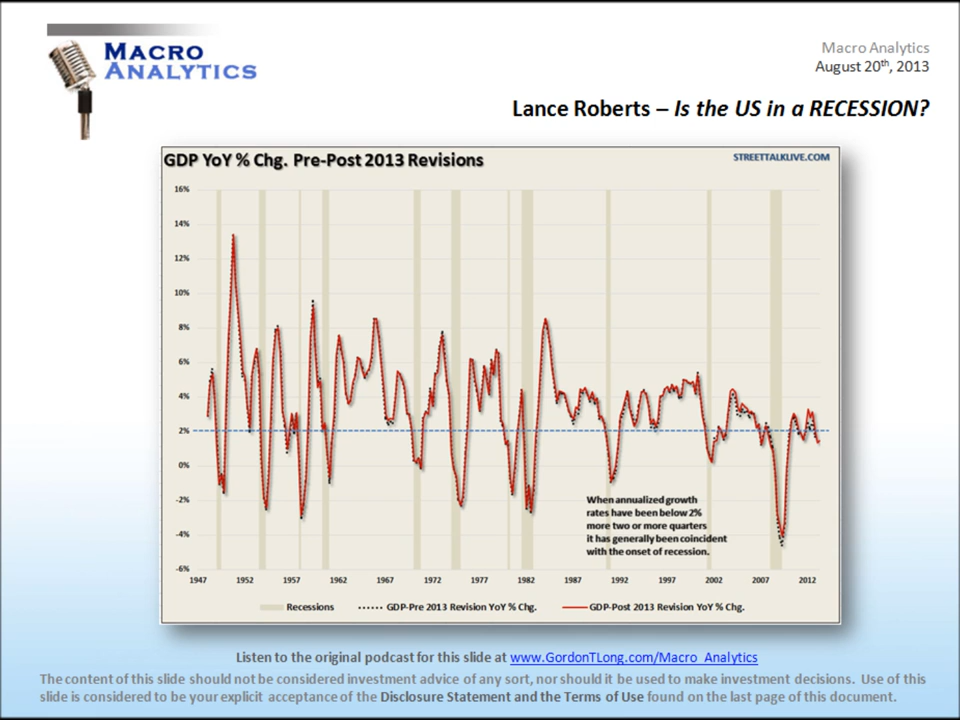 MACRO
ANALYTICS
Macro Analytics
August 20th, 2013
Lance Roberts – Is the US in a RECESSION?
GDP YoY % Chg. Pre-Post 2013 Revisions
STREETTALKLIVE.COM
16%
14%
12%
10%
8%
6%
4%
2%
0%
-2%
-4%
-6%
When annualized growth
rates have been below 2%
more two or more quarters
it has generally been coincident
with the onset of recession.
1947 1952 1957 1962 1967 1972 1977 1982 1987 1992 1997 2002 2007 2012
Recessions GDP-Pre 2013 Revision YoY % Chg. GDP-Post 2013 Revision YoY % Chg.
Listen to the original podcast for this slide at www.GordonTLong.com/Macro_Analytics
The content of this slide should not be considered investment advice of any sort, nor should it be used to make investment decisions. Use of this
slide is considered to be your explicit acceptance of the Disclosure Statement and the Terms of Use found on the last page of this document.